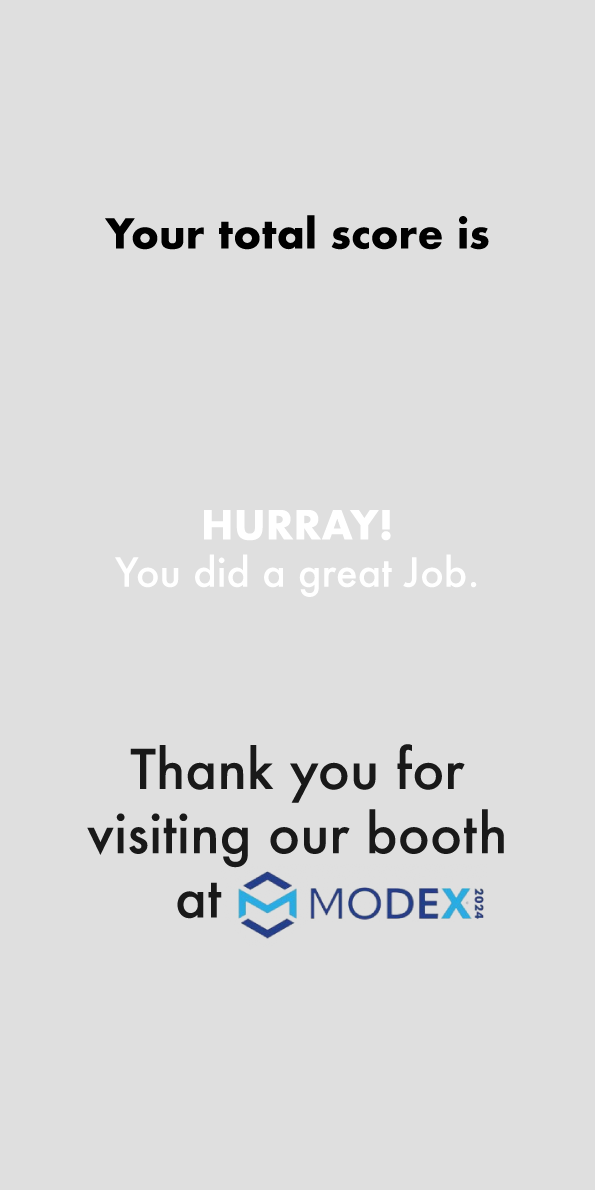 Your total score is
HURRAY!
You did a great Job.
Thank you for
visiting our booth
at MODEX 2024